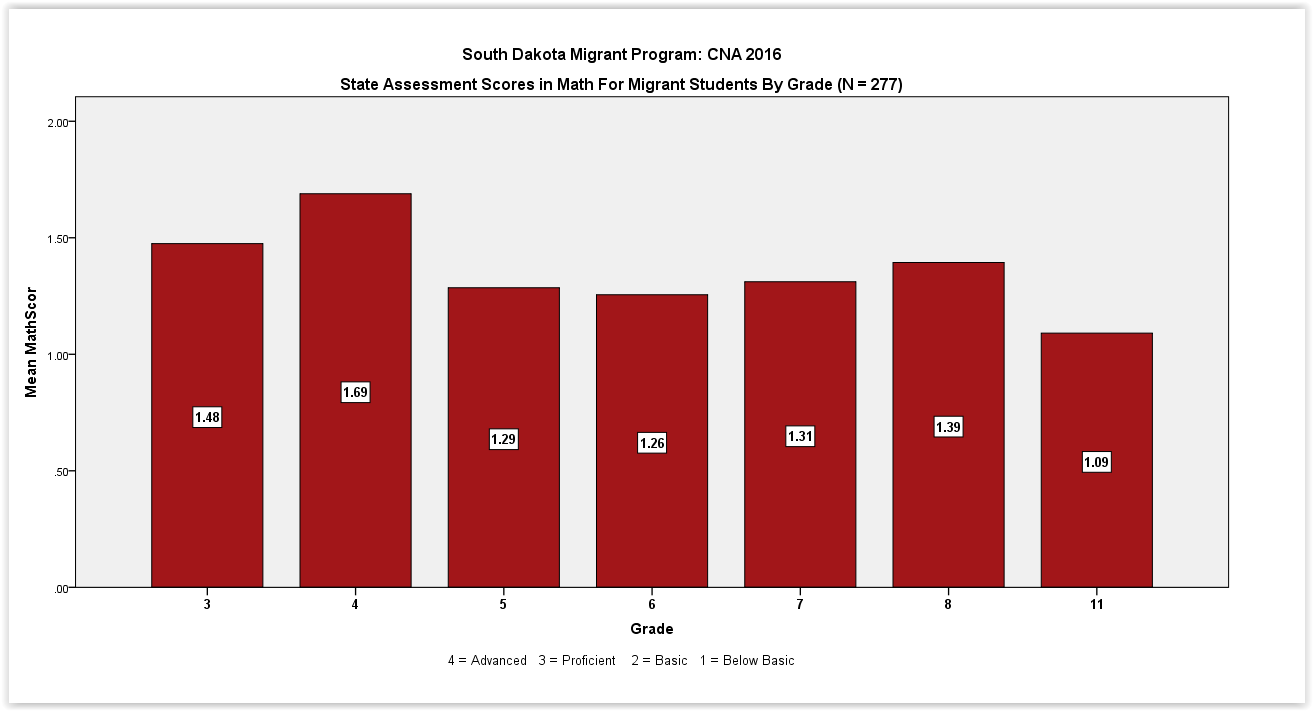 South Dakota Migrant Program: CNA 2016
State Assessment Scores in Math For Migrant Students By Grade (N = 277)
2.00
1.50
1.00
.50
.00
Mean MathScor
1.48
1.69
1.29
1.26
1.31
1.39
1.09
3 4 5 6 7 8 11
Grade
4 = Advanced 3 = Proficient 2 = Basic 1 = Below Basic